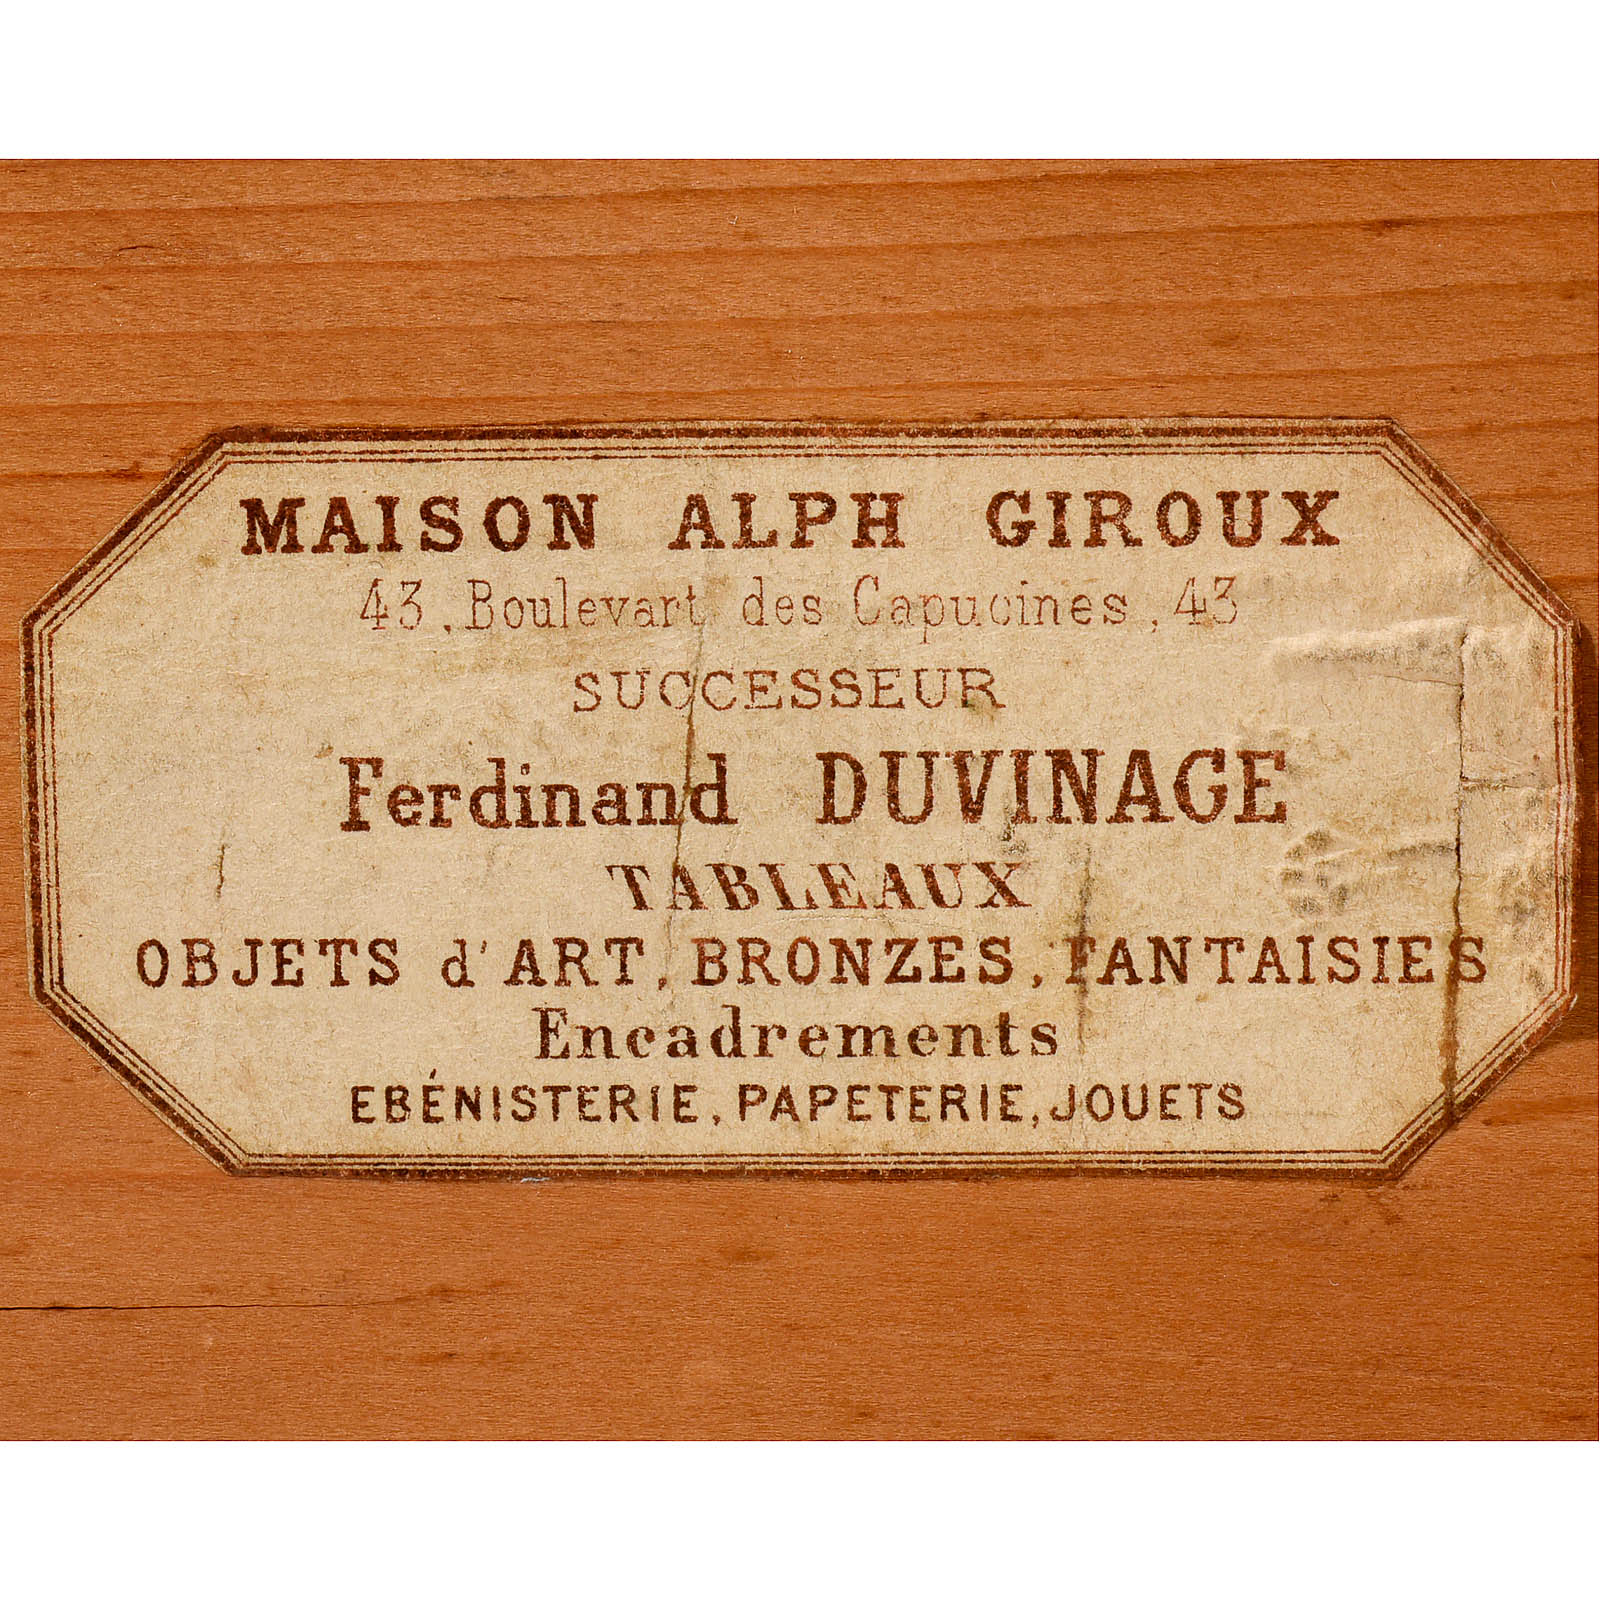 MAISON ALPH GIROUX
43, Boulevart des Capucines, 43
SUCCESSEUR
Ferdinand DUVINAGE
TABLEAUX
OBJETS d'ART, BRONZES, FANTAISIES
Encadrements
EBÉNISTERIE, PAPETERIE, JOUETS